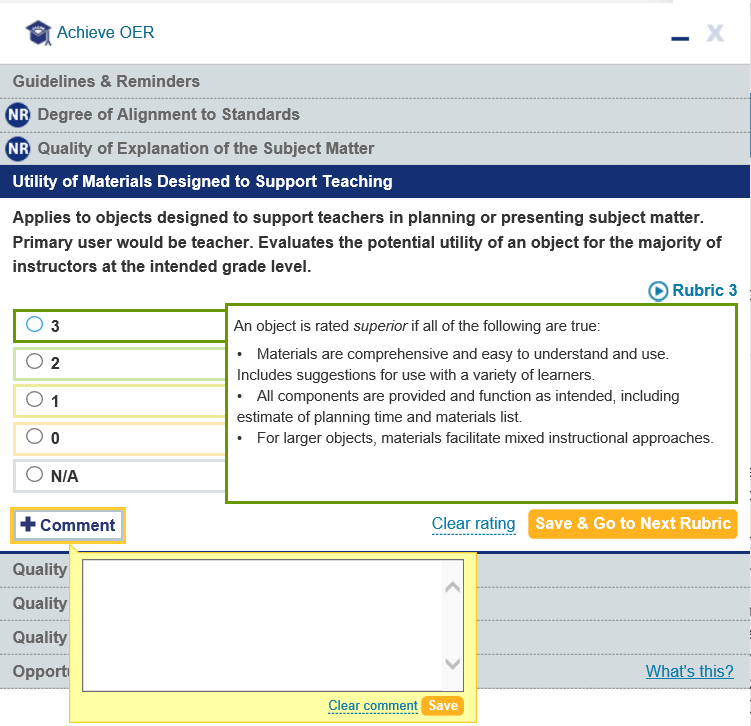 Achieve OER
X
Guidelines & Reminders
NR Degree of Alignment to Standards
NR Quality of Explanation of the Subject Matter
Utility of Materials Designed to Support Teaching
Applies to objects designed to support teachers in planning or presenting subject matter.
Primary user would be teacher. Evaluates the potential utility of an object for the majority of
instructors at the intended grade level.
Rubric 3
3
2
1
0
N/A
An object is rated superior if all of the following are true:
• Materials are comprehensive and easy to understand and use.
Includes suggestions for use with a variety of learners.
• All components are provided and function as intended, including
estimate of planning time and materials list.
• For larger objects, materials facilitate mixed instructional approaches.
+ Comment
Clear rating
Save & Go to Next Rubric
Quality
Quality
Quality
Opport
What's this?
Clear comment
Save